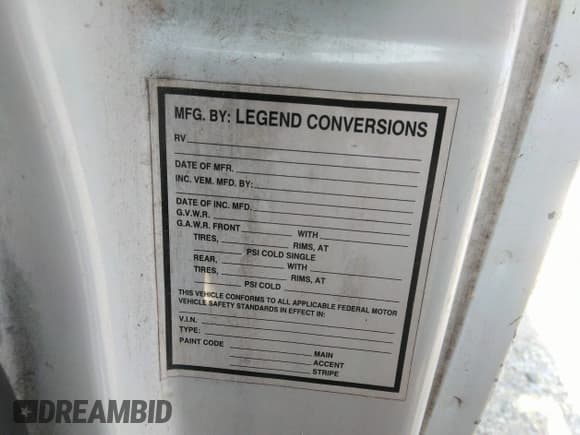 MFG. BY: LEGEND CONVERSIONS
RV
DATE OF MFR.
INC. VEM. MFD. BY:
DATE OF INC. MFD.
G.V.W.R.
G.A.W.R. FRONT WITH
TIRES, RIMS, AT
PSI COLD SINGLE
REAR, WITH
TIRES, RIMS, AT
PSI COLD
THIS VEHICLE CONFORMS TO ALL APPLICABLE FEDERAL MOTOR
VEHICLE SAFETY STANDARDS IN EFFECT IN:
V.I.N.
TYPE:
PAINT CODE MAIN
ACCENT
STRIPE
DREAMBID